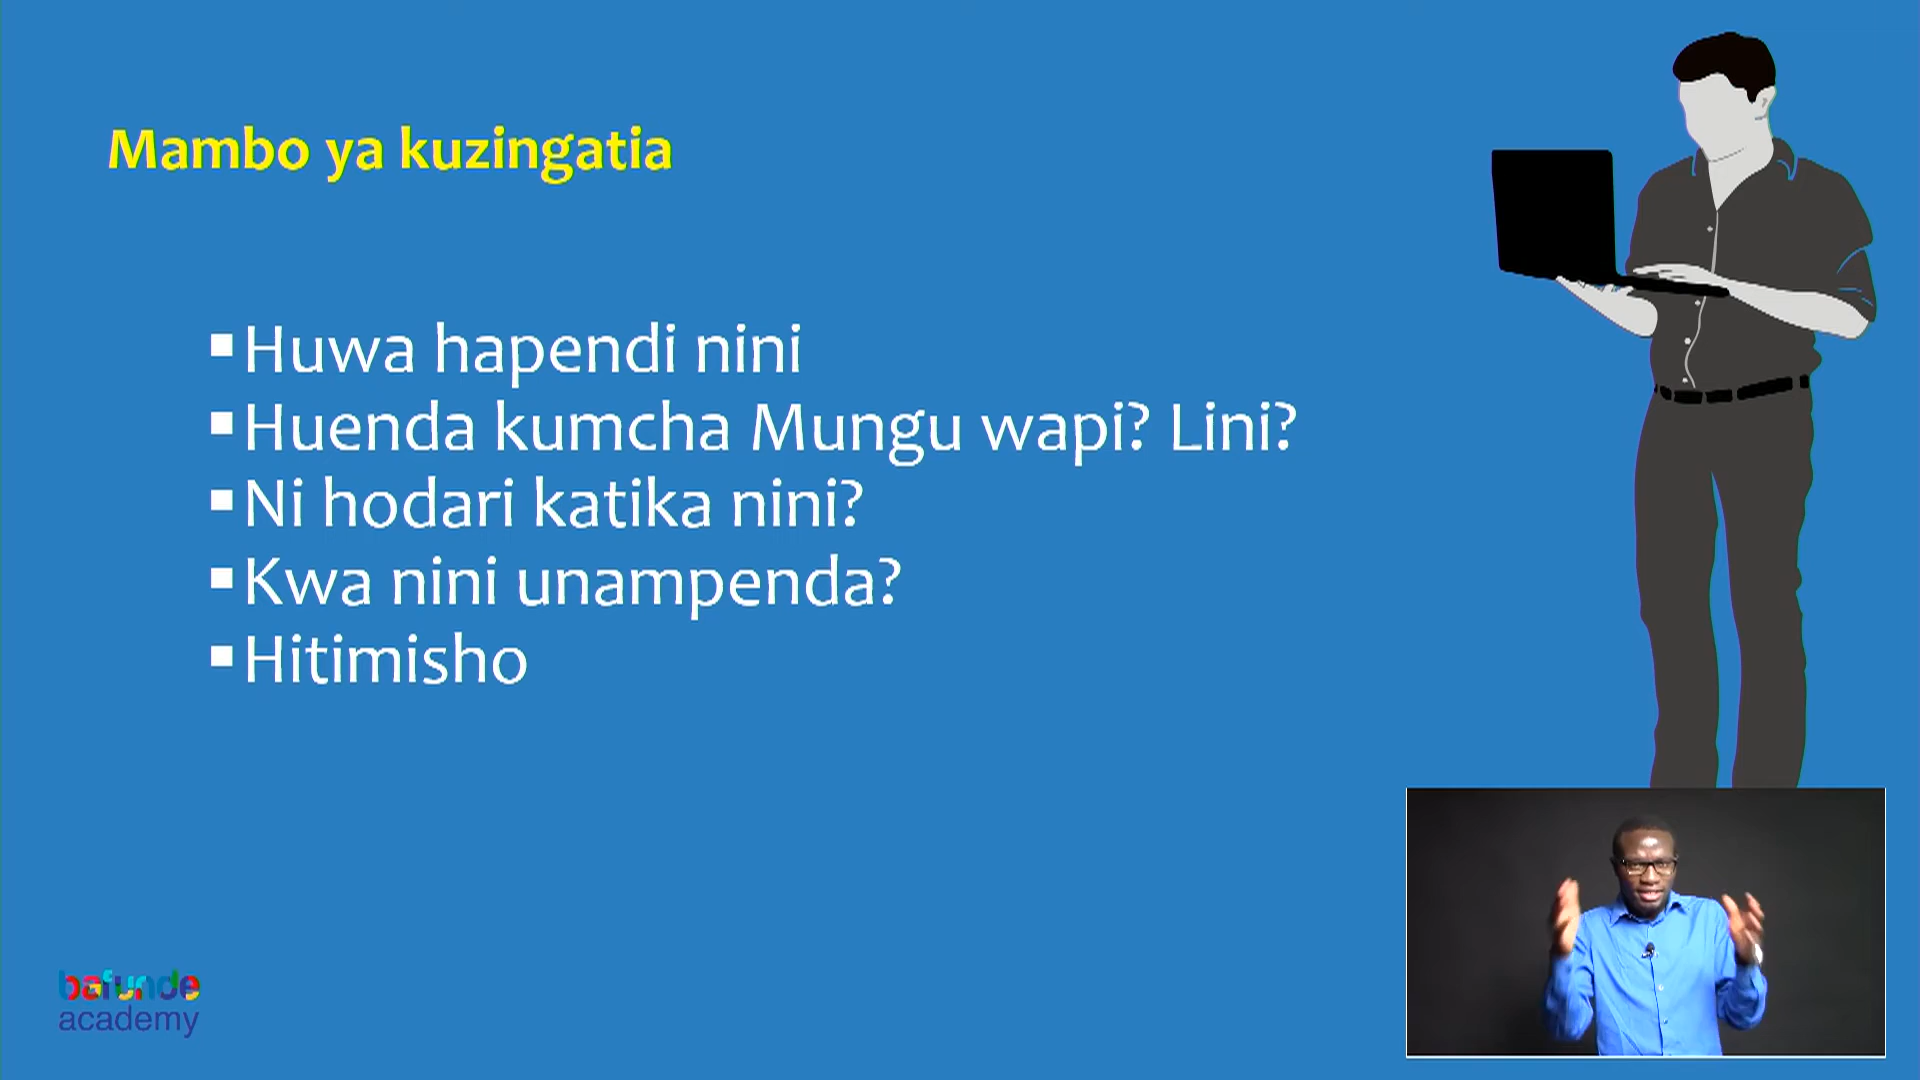 Mambo ya kuzingatia
▪Huwa hapendi nini
▪Huenda kumcha Mungu wapi? Lini?
▪Ni hodari katika nini?
▪Kwa nini unampenda?
▪Hitimisho
bafunde
academy